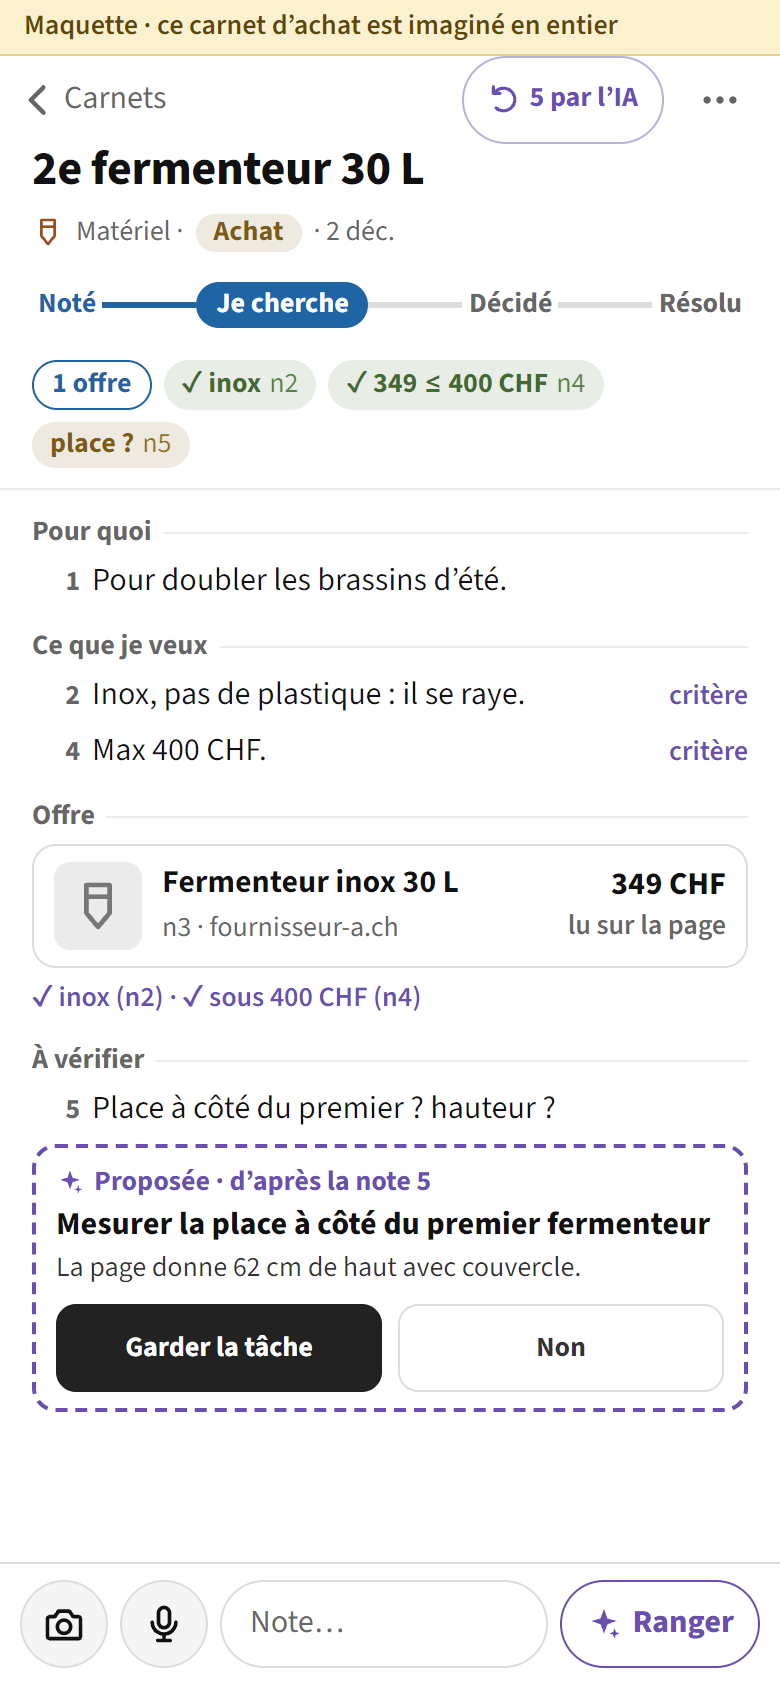 Maquette · ce carnet d’achat est imaginé en entier
Carnets
5 par l’IA
2e fermenteur 30 L
Matériel · Achat · 2 déc.
Noté Je cherche Décidé Résolu
1 offre ✓ inox n2 ✓ 349 ≤ 400 CHF n4
place ? n5
Pour quoi
1 Pour doubler les brassins d’été.
Ce que je veux
2 Inox, pas de plastique : il se raye. critère
4 Max 400 CHF. critère
Offre
Fermenteur inox 30 L 349 CHF
n3 · fournisseur-a.ch lu sur la page
✓ inox (n2) · ✓ sous 400 CHF (n4)
À vérifier
5 Place à côté du premier ? hauteur ?
Proposée · d’après la note 5
Mesurer la place à côté du premier fermenteur
La page donne 62 cm de haut avec couvercle.
Garder la tâche Non
Note… Ranger